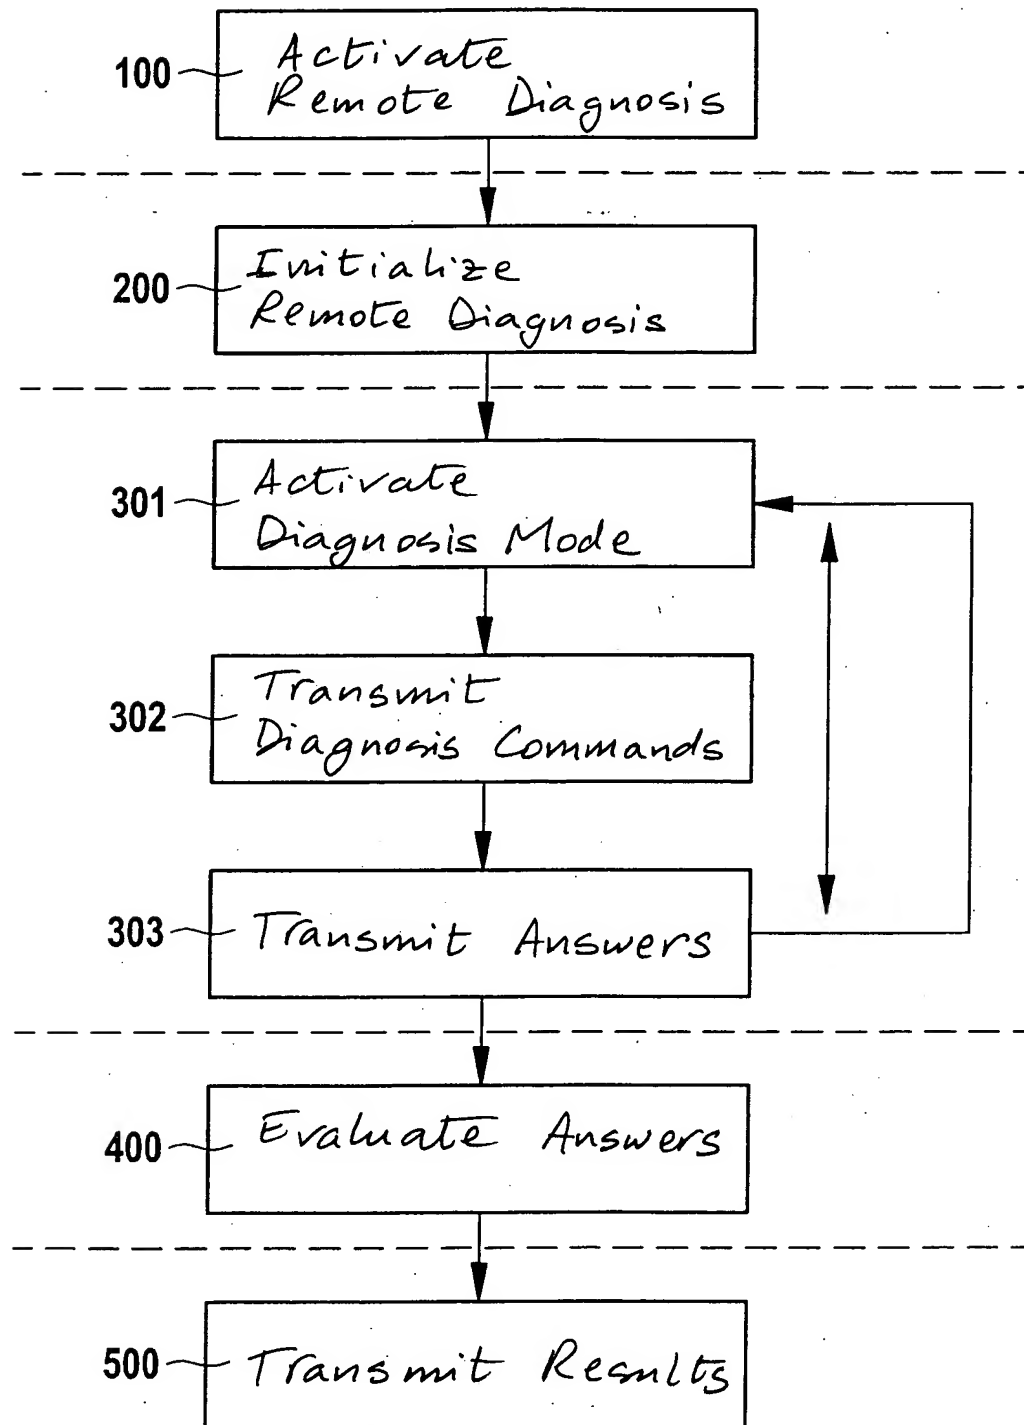 100
Activate
Remote Diagnosis
200
Initialize
Remote Diagnosis
301
Activate
Diagnosis Mode
302
Transmit
Diagnosis Commands
303
Transmit Answers
400
Evaluate Answers
500
Transmit Results